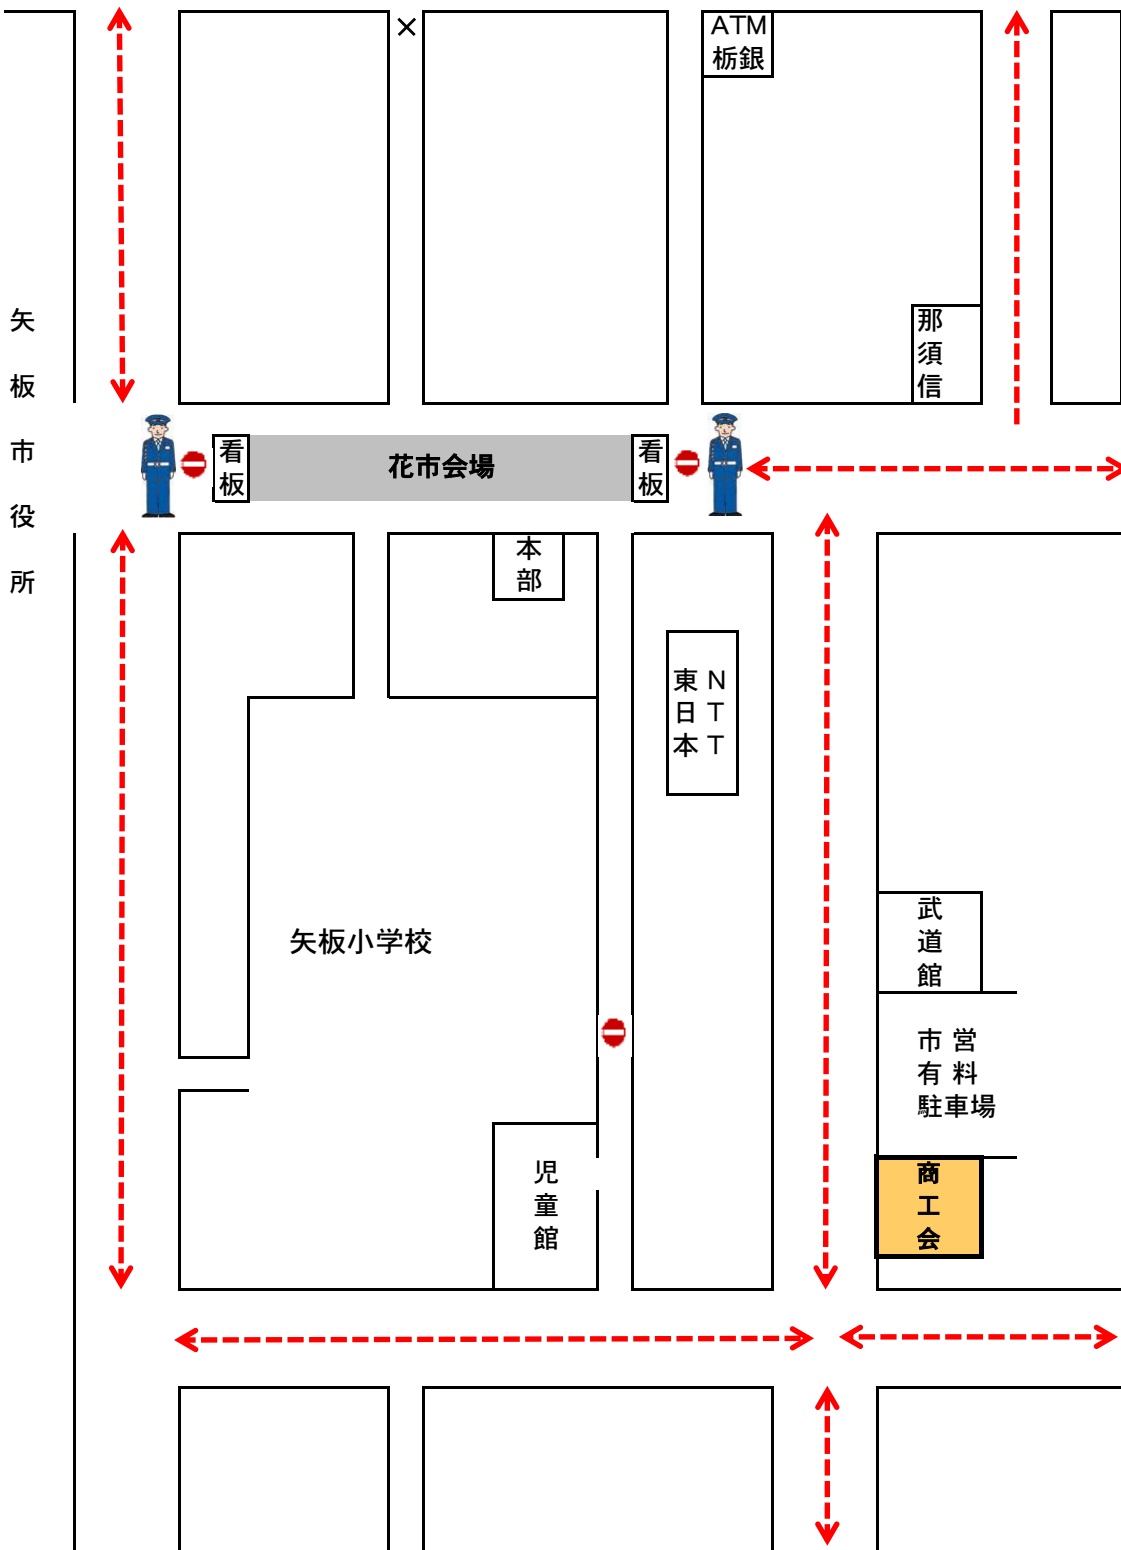 ×
ATM
栃銀
矢板市役所
那須信
看板
花市会場
看板
本部
NTT
東日本
矢板小学校
武道館
市営
有料
駐車場
児童館
商工会